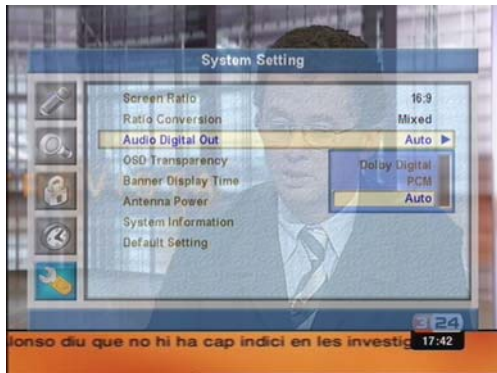 System Setting
Screen Ratio 16:9
Ratio Conversion Mixed
Audio Digital Out Auto
OSD Transparency Dolby Digital
Banner Display Time PCM
Antenna Power Auto
System Information
Default Setting
3 24
lonso diu que no hi ha cap indici en les investig 17:42